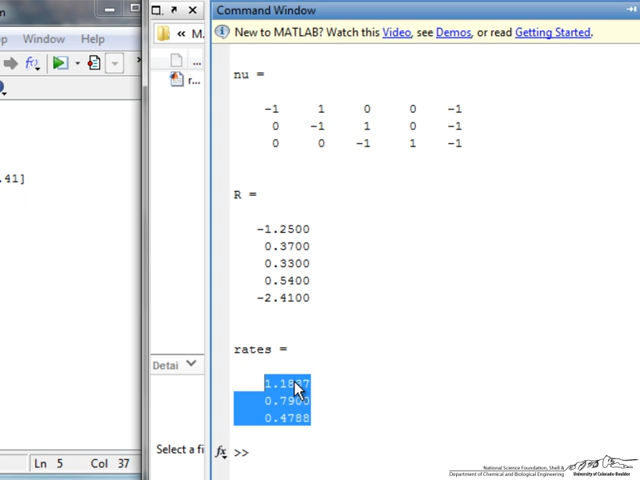 Command Window
Window Help
New to MATLAB? Watch this Video, see Demos, or read Getting Started.
« M.
...
r...
.41]
nu =
-1 1 0 0 -1
0 -1 1 0 -1
0 0 -1 1 -1
R =
-1.2500
0.3700
0.3300
0.5400
-2.4100
rates =
0.7900
0.4788
Detai
Select a fi
fx >>
Ln 5 Col 37
National Science Foundation, Shell &
Department of Chemical and Biological Engineering
University of Colorado-Boulder